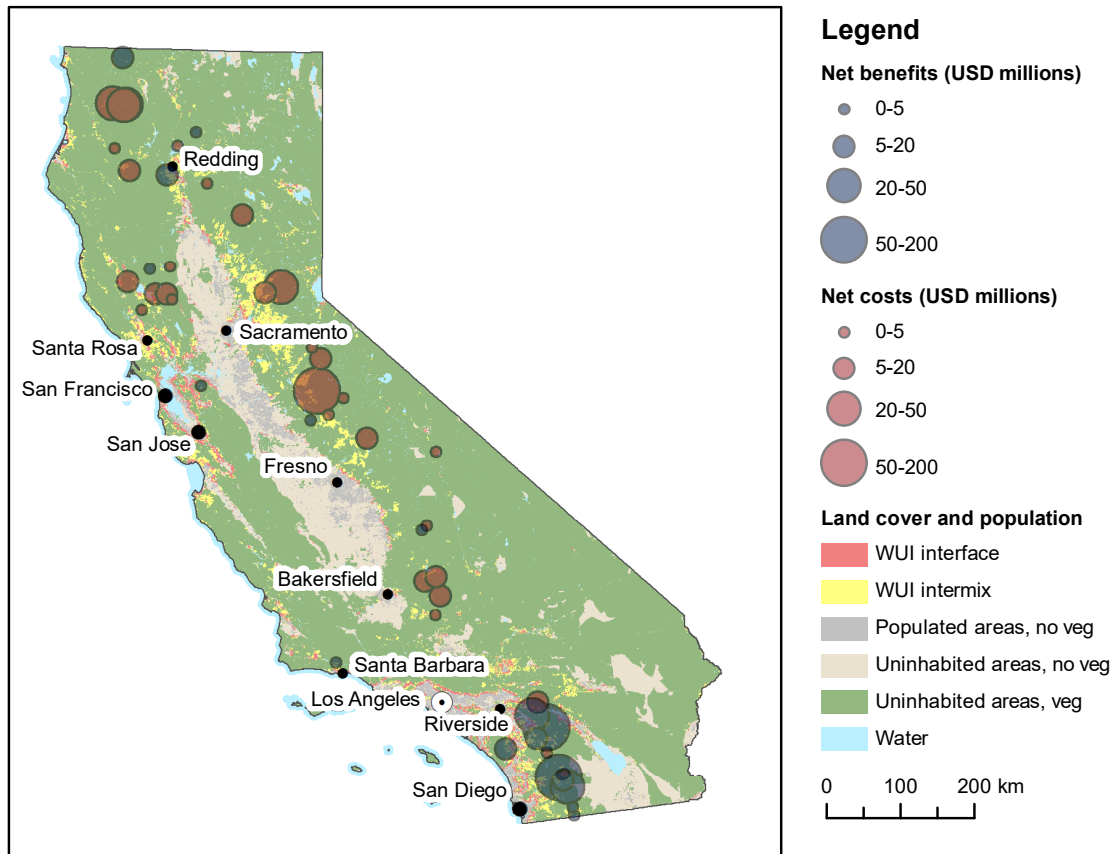 Redding
Sacramento
Santa Rosa
San Francisco
San Jose
Fresno
Bakersfield
Santa Barbara
Los Angeles
Riverside
San Diego
Legend
Net benefits (USD millions)
0-5
5-20
20-50
50-200
Net costs (USD millions)
0-5
5-20
20-50
50-200
Land cover and population
WUI interface
WUI intermix
Populated areas, no veg
Uninhabited areas, no veg
Uninhabited areas, veg
Water
0 100 200 km